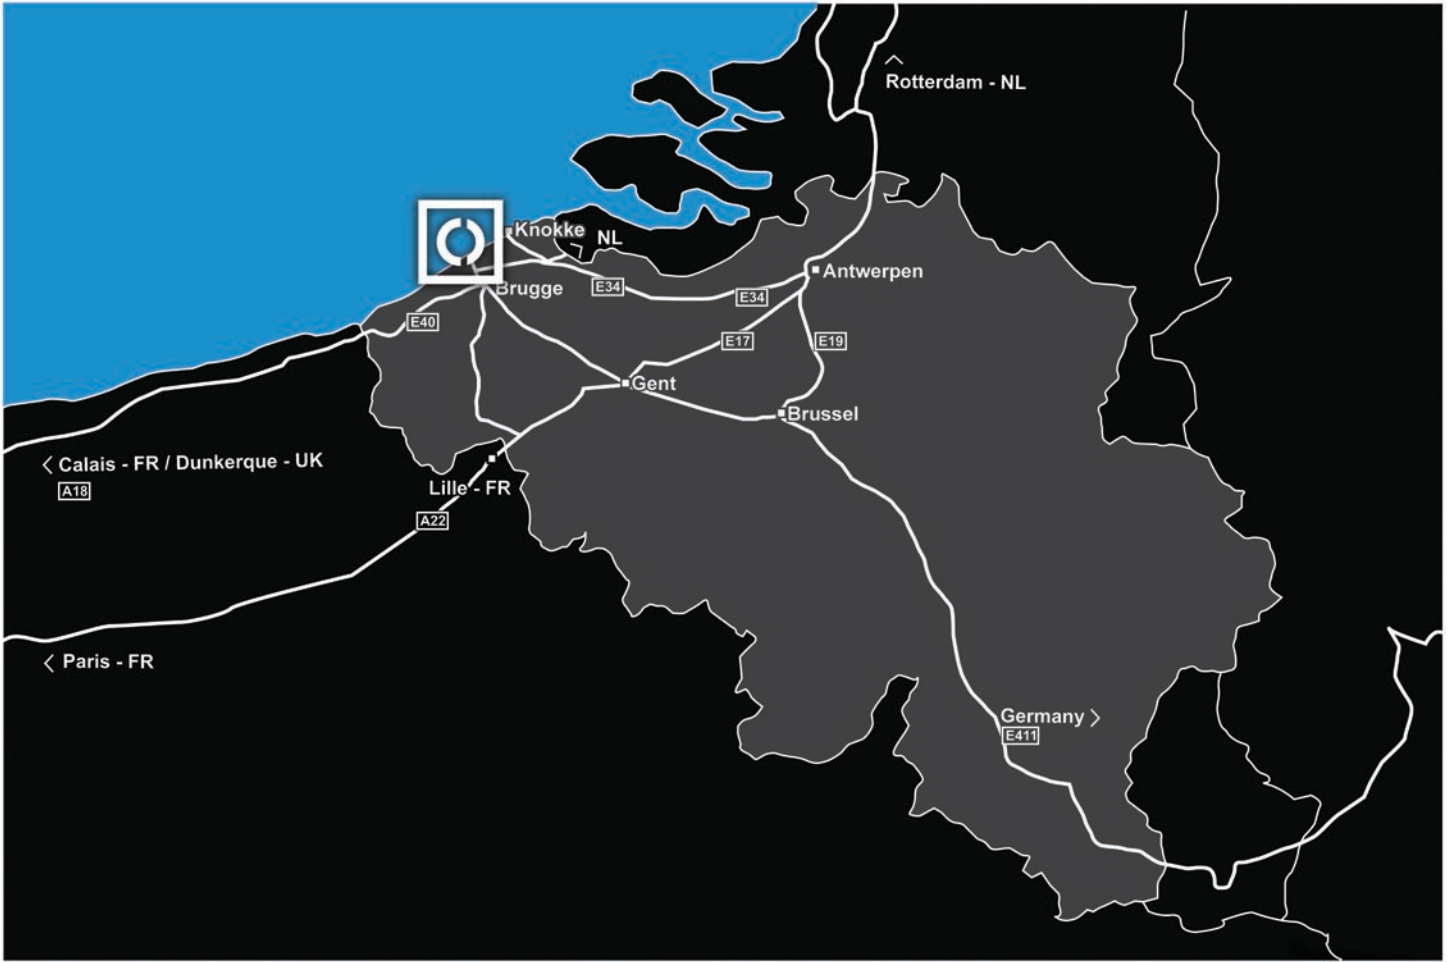 Rotterdam - NL
Knokke
NL
Antwerpen
Brugge
E34
E34
E40
E17
E19
Gent
Brussel
Calais - FR / Dunkerque - UK
A18
Lille - FR
A22
Paris - FR
Germany
E411